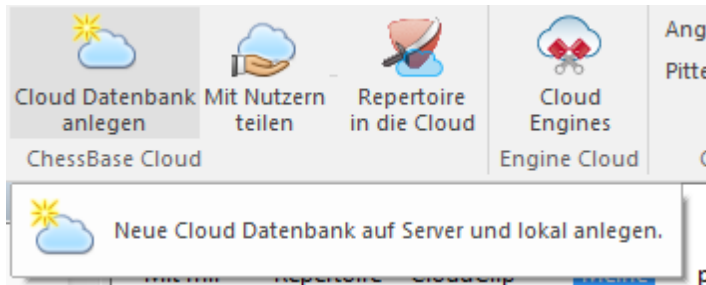 Cloud Datenbank anlegen
Mit Nutzern teilen
Repertoire in die Cloud
Cloud Engines
Ang
Pitte
ChessBase Cloud
Engine Cloud
Neue Cloud Datenbank auf Server und lokal anlegen.